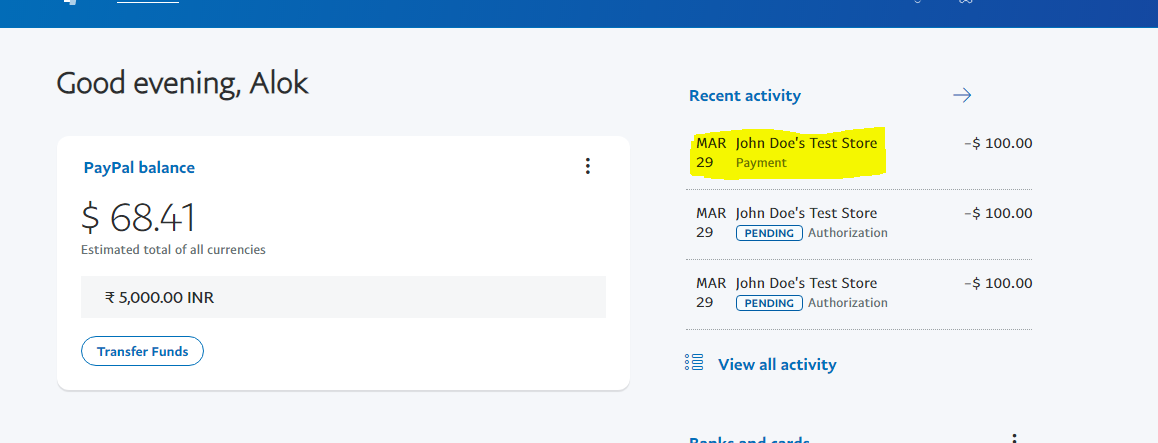 Good evening, Alok
PayPal balance
$ 68.41
Estimated total of all currencies
₹ 5,000.00 INR
Transfer Funds
Recent activity
MAR 29 John Doe's Test Store −$ 100.00
Payment
MAR 29 John Doe's Test Store −$ 100.00
PENDING Authorization
MAR 29 John Doe's Test Store −$ 100.00
PENDING Authorization
View all activity
Banks and cards